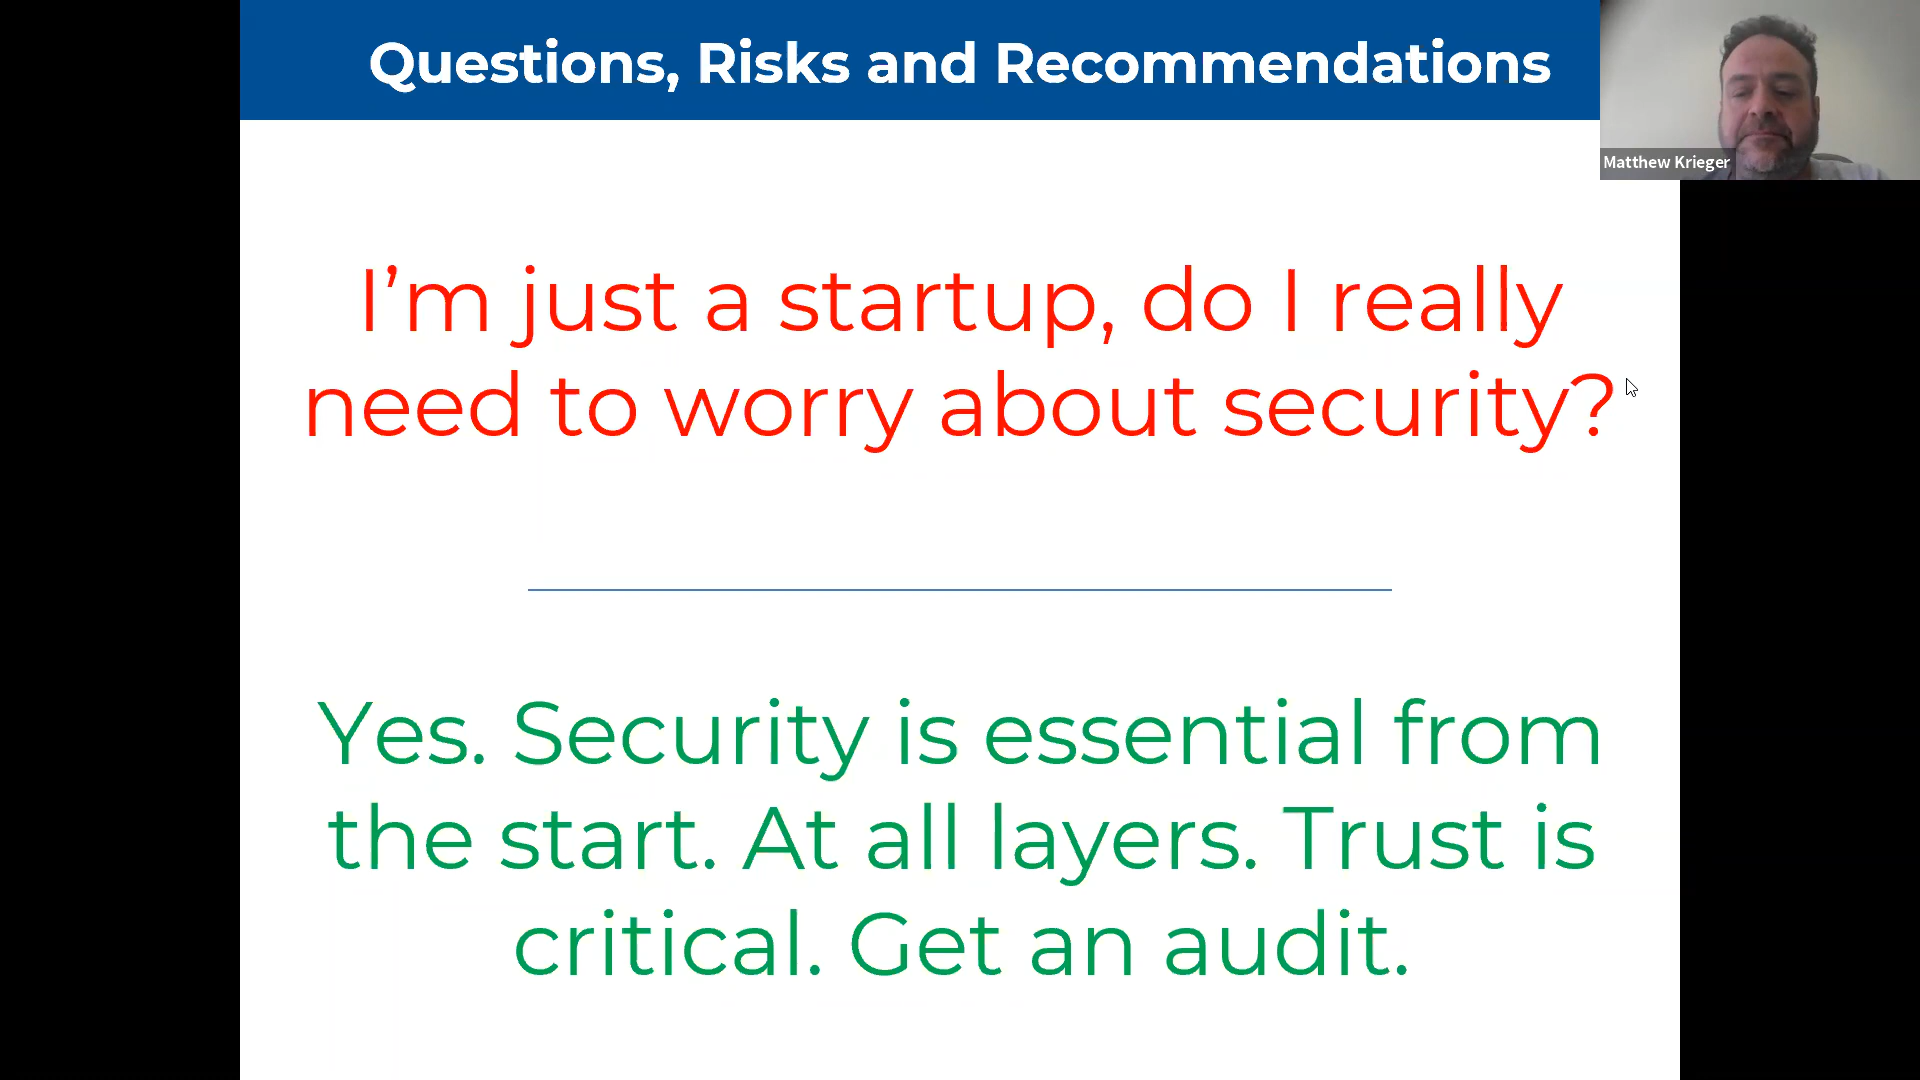 Questions, Risks and Recommendations
Matthew Krieger
I’m just a startup, do I really
need to worry about security?
Yes. Security is essential from
the start. At all layers. Trust is
critical. Get an audit.